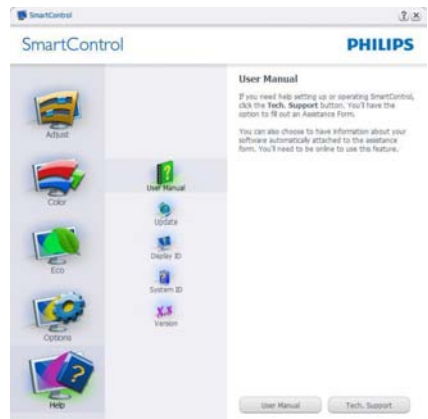 SmartControl
SmartControl
PHILIPS
Adjust
Color
Eco
Options
Help
User Manual
Update
Display ID
System ID
X.X
Version
User Manual
If you need help setting up or operating SmartControl,
click the Tech. Support button. You'll have the
option to fill out an Assistance Form.
You can also choose to have information about your
software automatically attached to the assistance
form. You'll need to be online to use this feature.
User Manual
Tech. Support